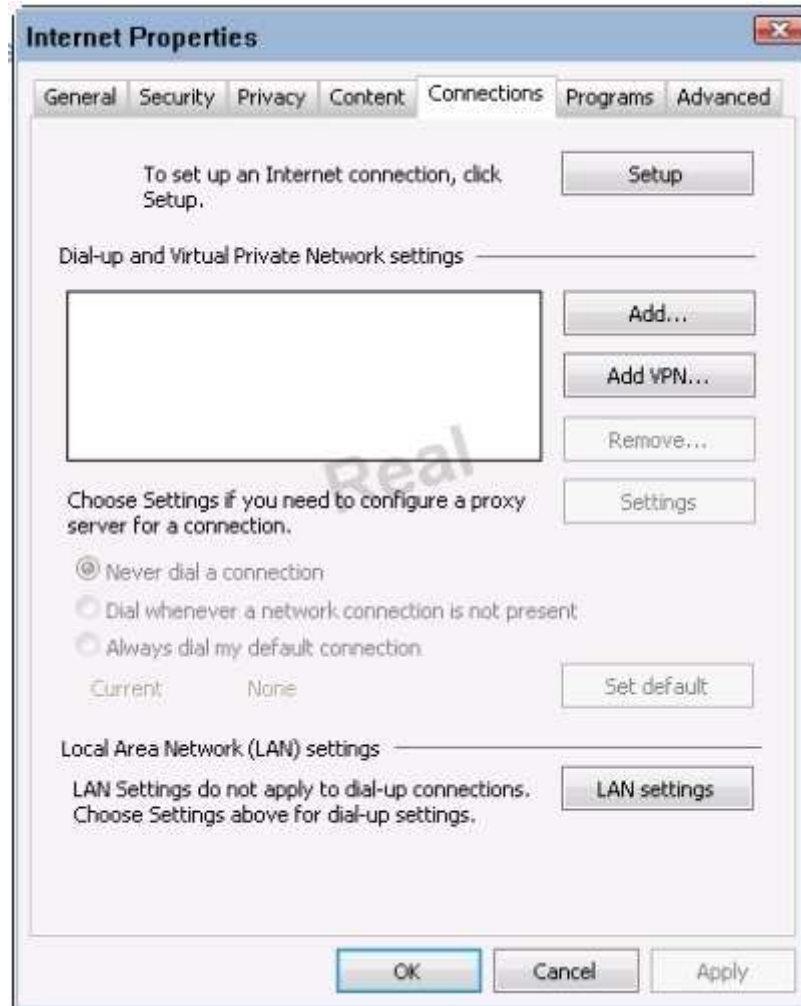 Internet Properties
General Security Privacy Content Connections Programs Advanced
To set up an Internet connection, click
Setup.
Setup
Dial-up and Virtual Private Network settings
Add...
Add VPN...
Remove...
Choose Settings if you need to configure a proxy
server for a connection.
Settings
Never dial a connection
Dial whenever a network connection is not present
Always dial my default connection
Current None
Set default
Local Area Network (LAN) settings
LAN Settings do not apply to dial-up connections.
Choose Settings above for dial-up settings.
LAN settings
OK Cancel Apply
Real